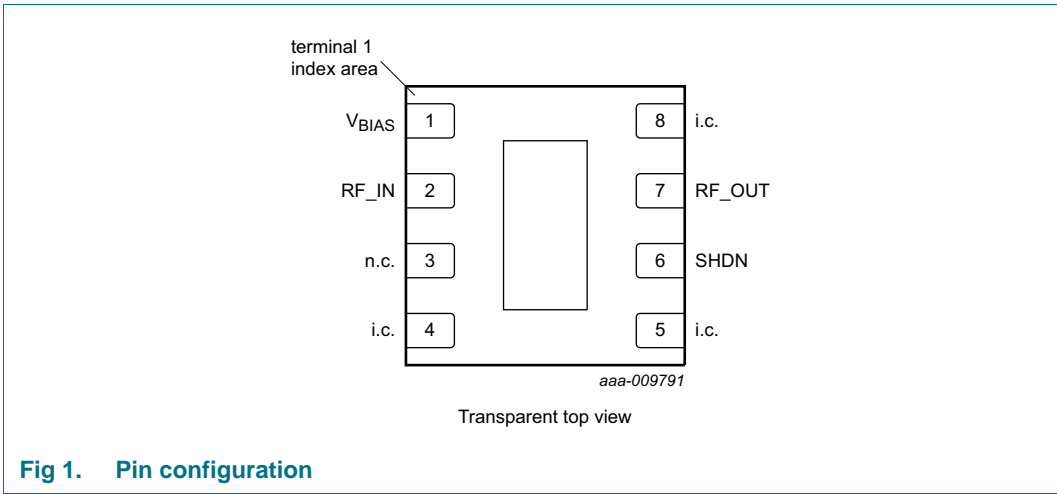 terminal 1
index area
VBIAS 1 8 i.c.
RF_IN 2 7 RF_OUT
n.c. 3 6 SHDN
i.c. 4 5 i.c.
aaa-009791
Transparent top view
Fig 1. Pin configuration